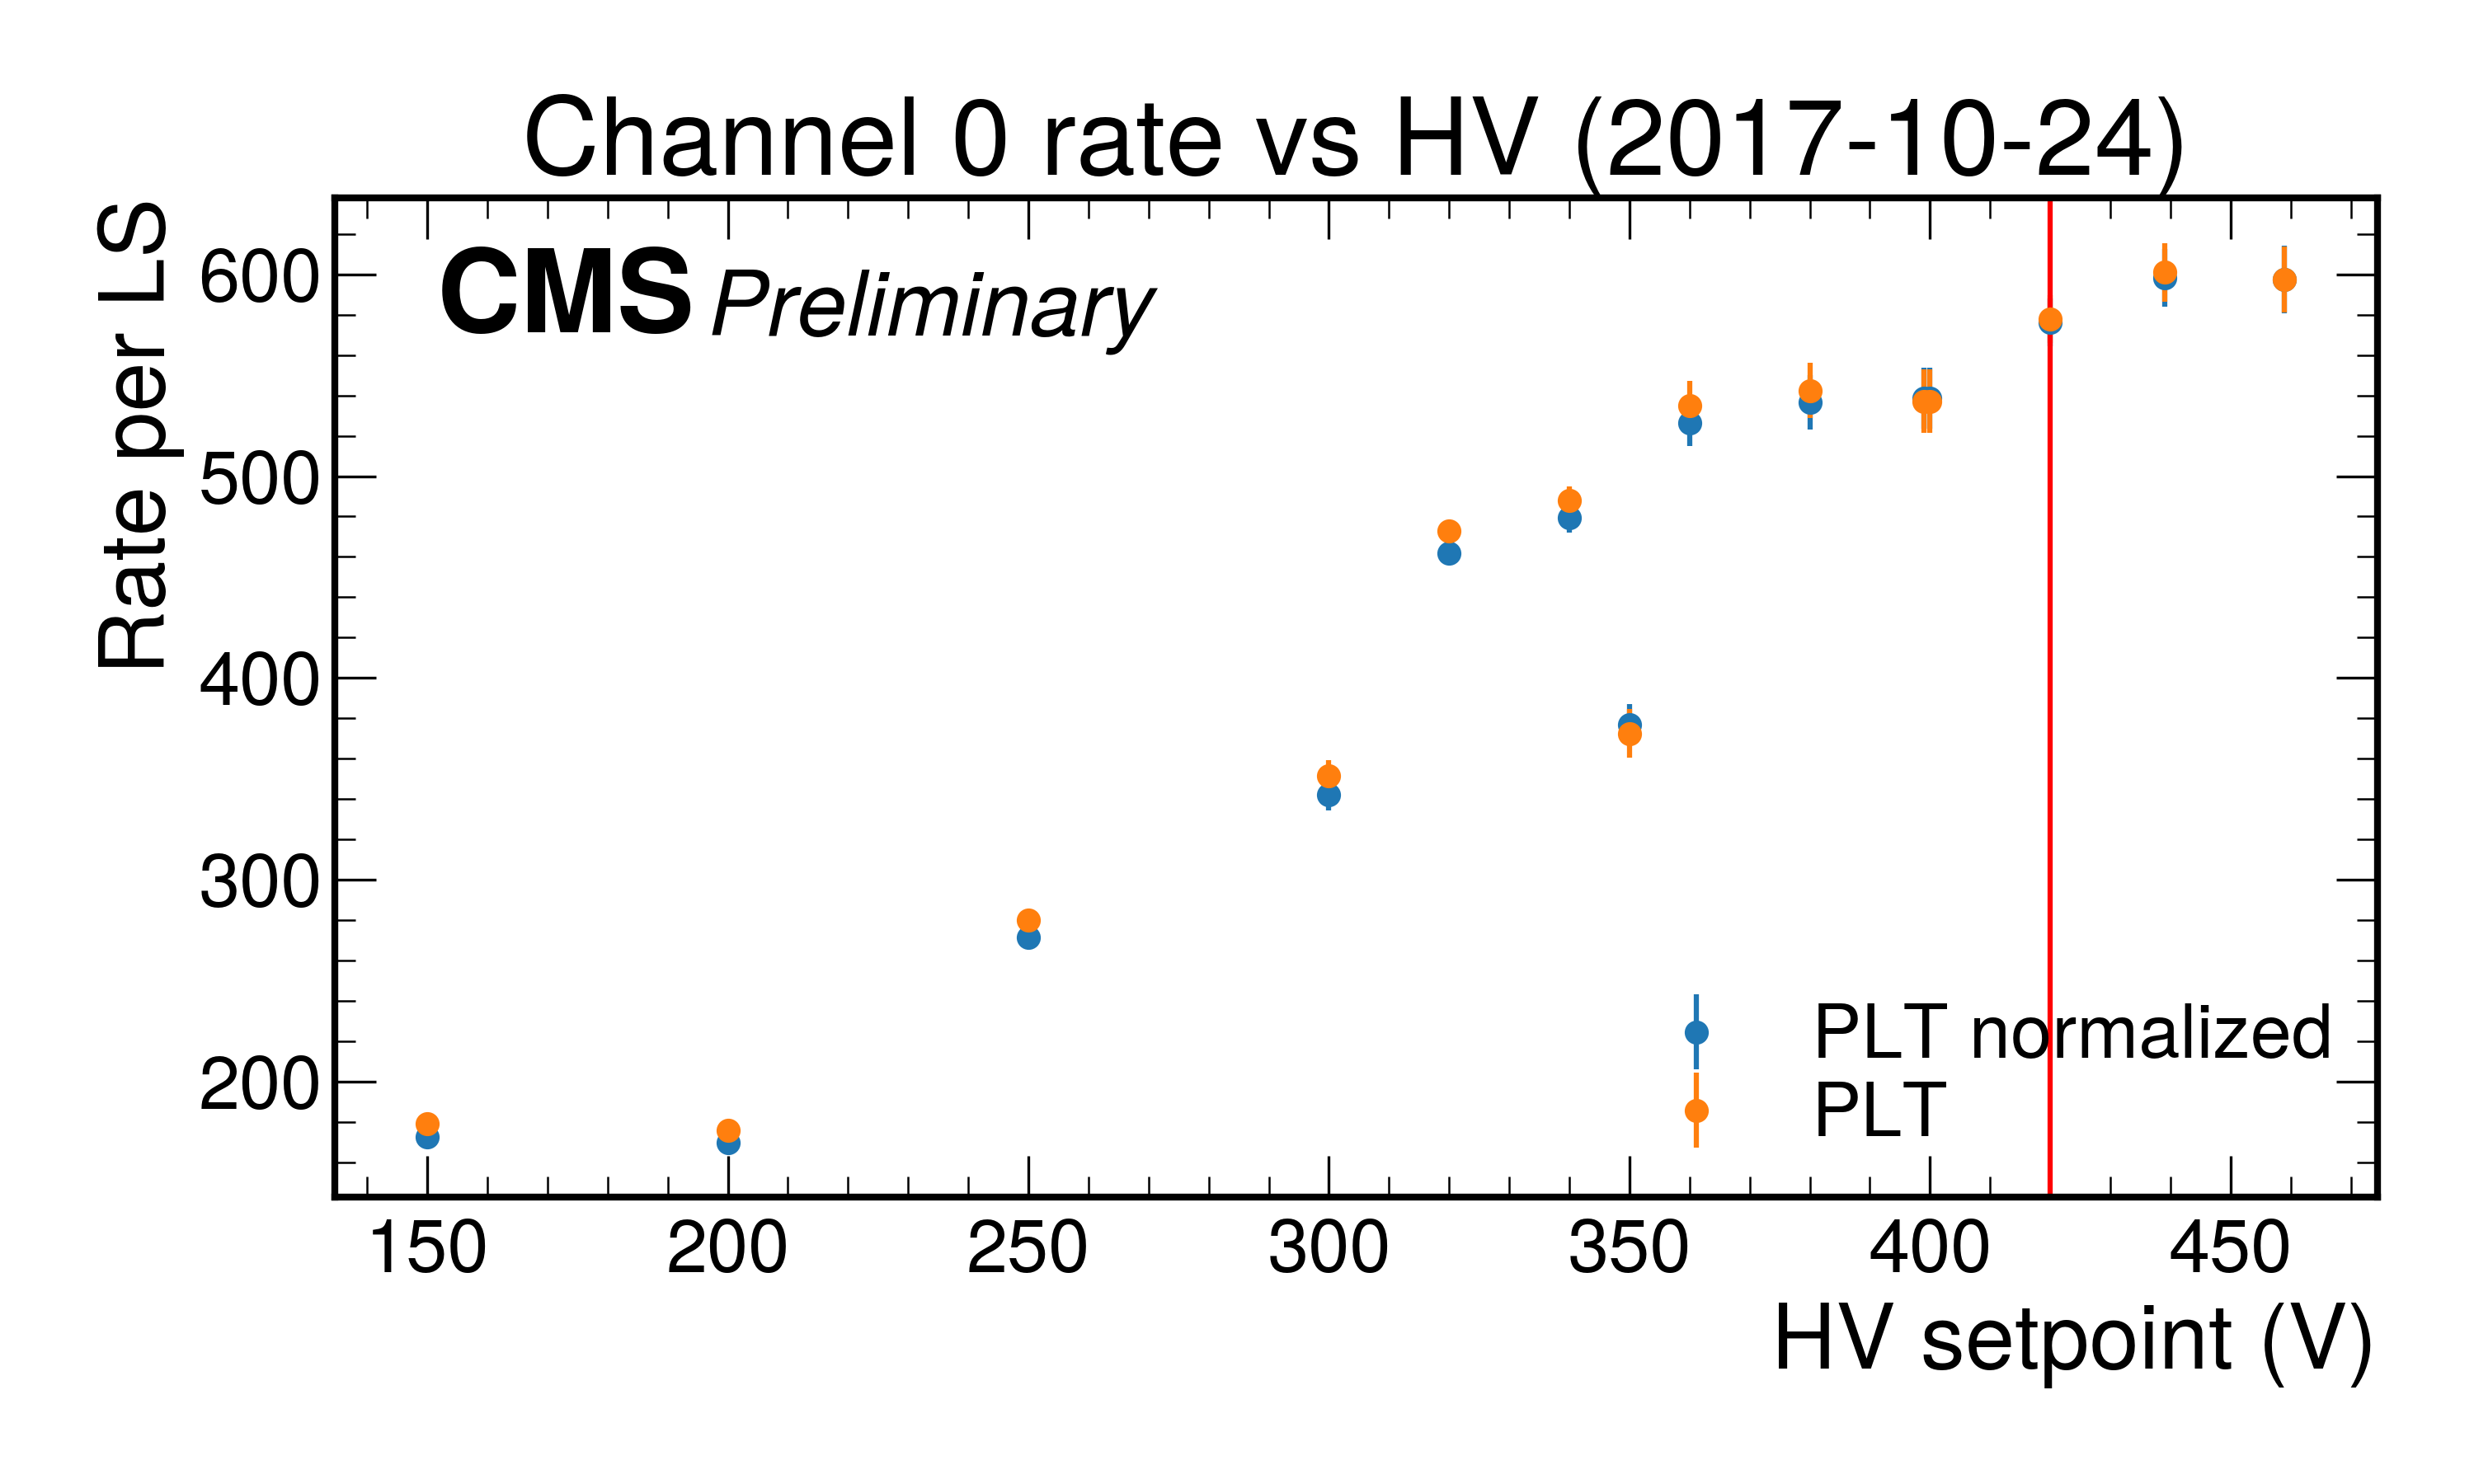 Channel 0 rate vs HV (2017-10-24)
CMS Preliminary
Rate per LS
600
500
400
300
200
PLT normalized
PLT
150 200 250 300 350 400 450
HV setpoint (V)